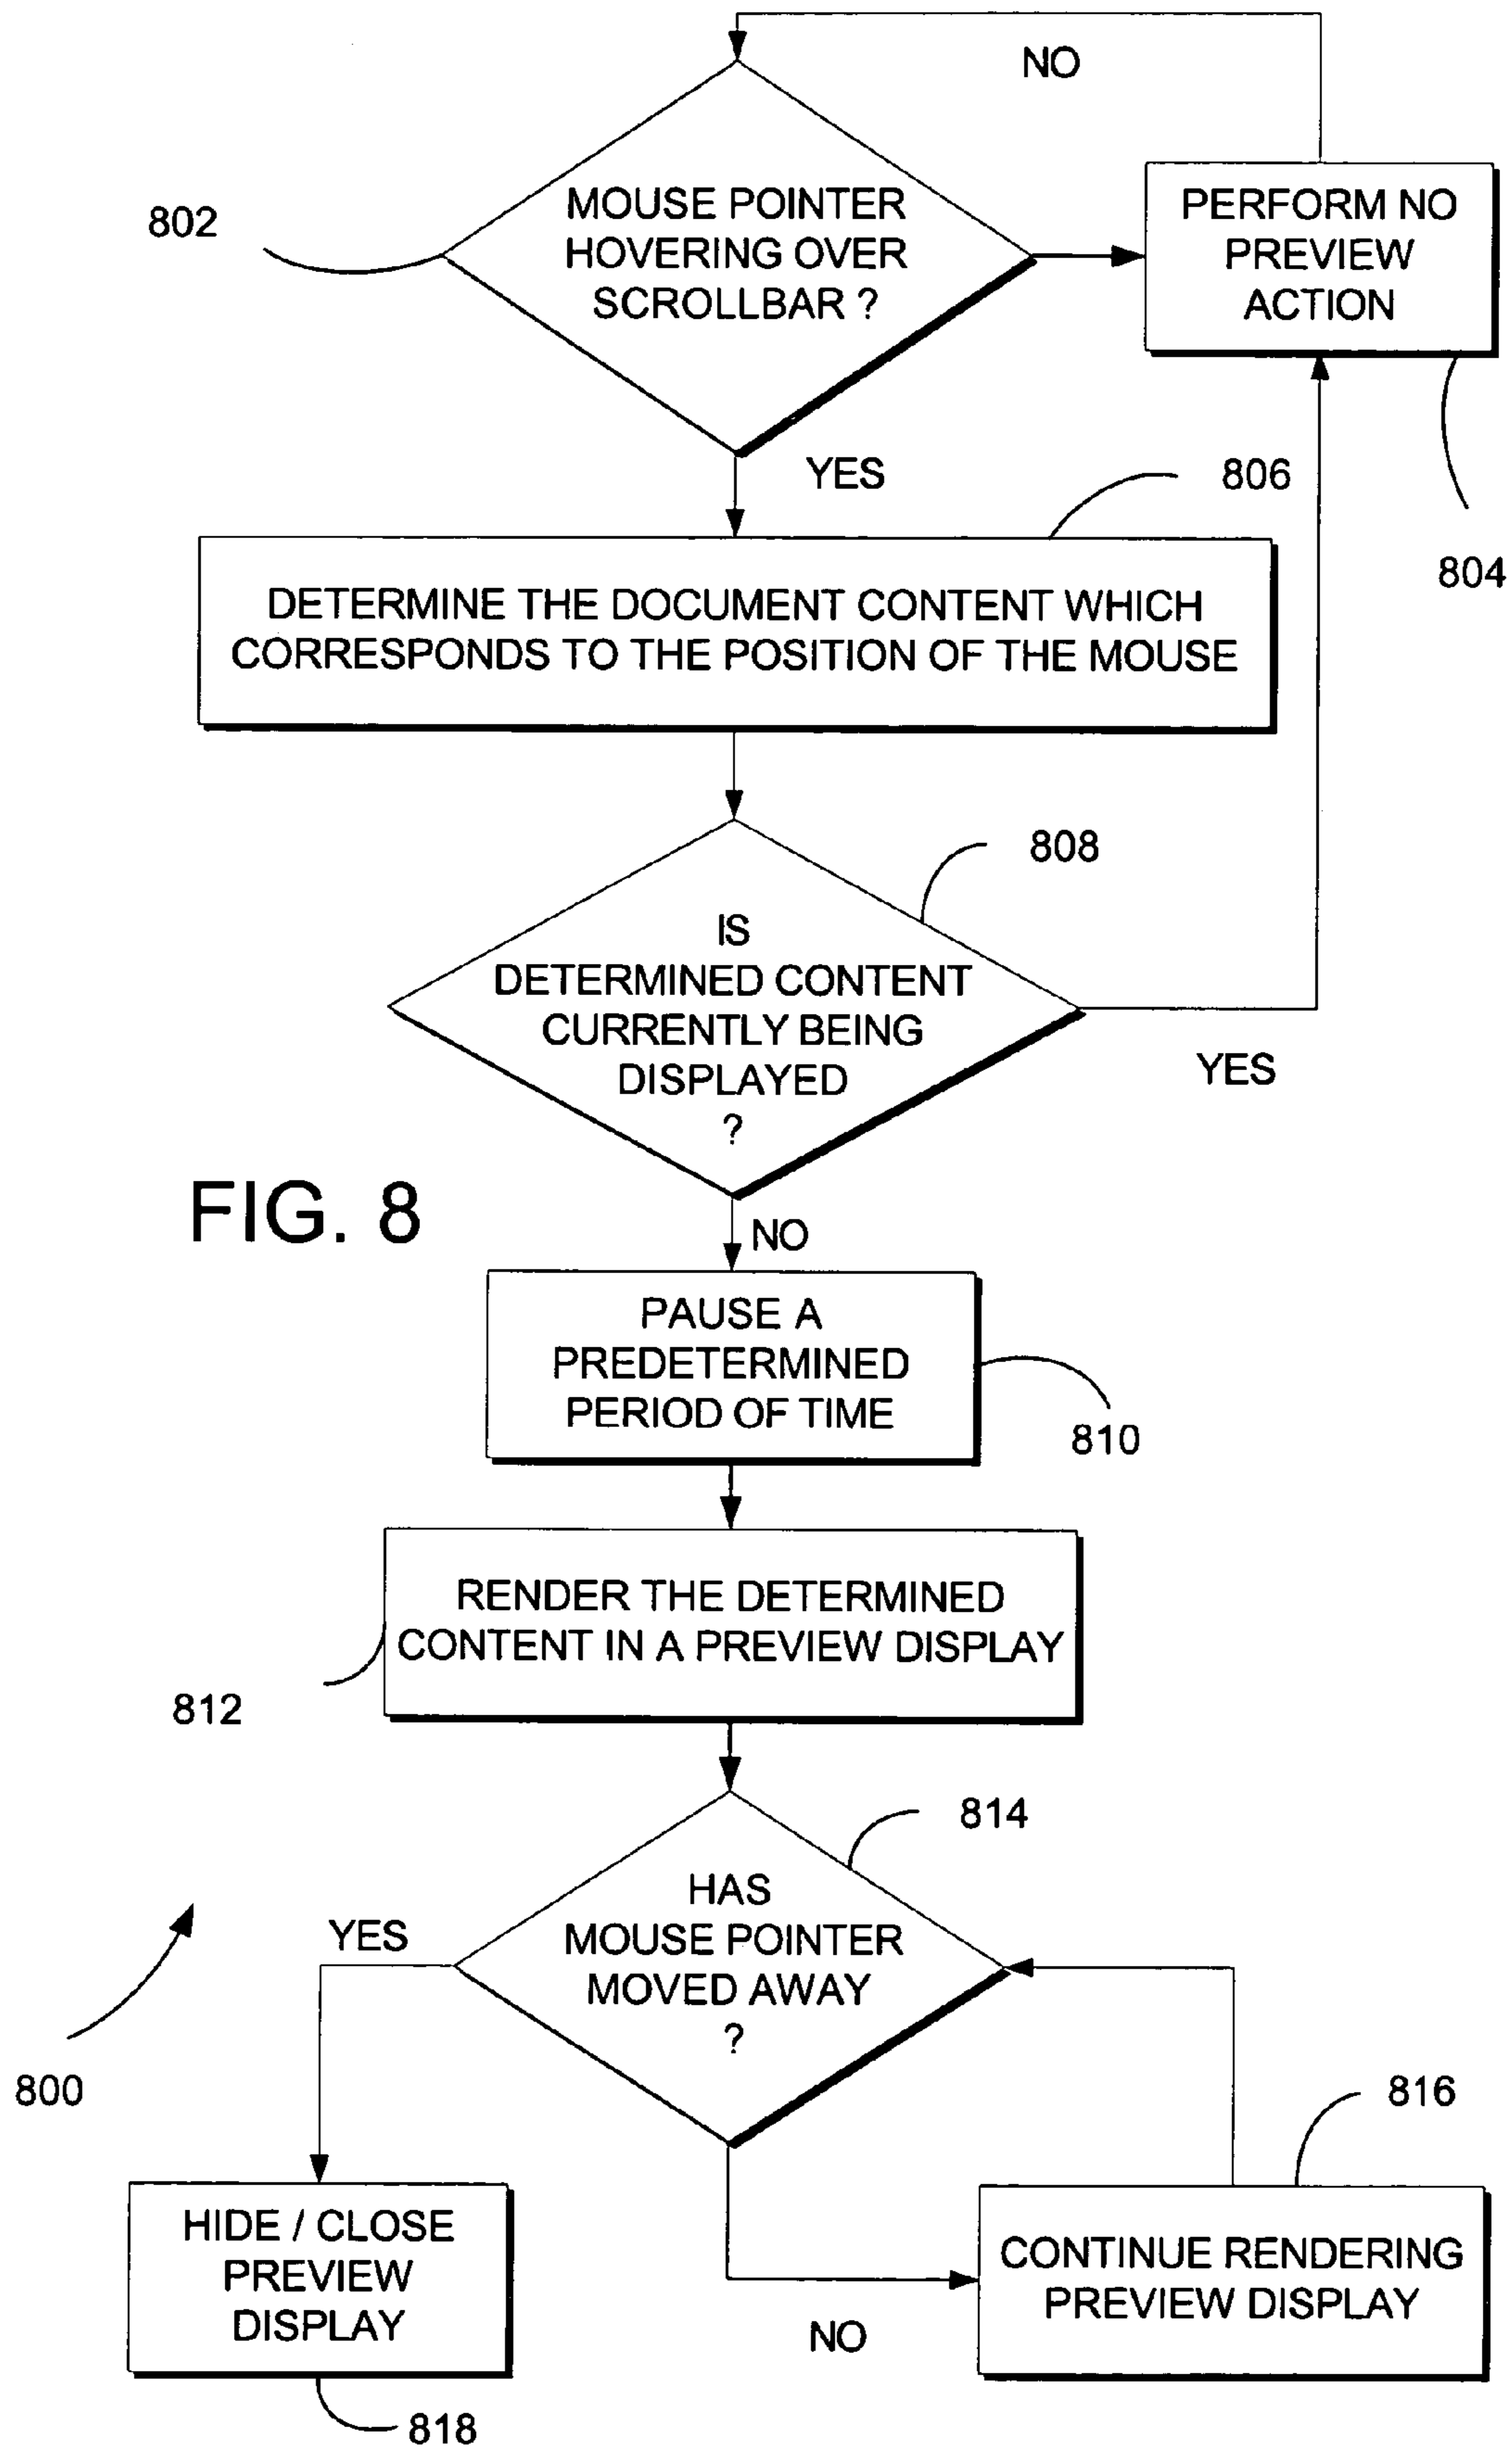 NO
MOUSE POINTER
HOVERING OVER
SCROLLBAR ?
802
PERFORM NO
PREVIEW
ACTION
804
YES
806
DETERMINE THE DOCUMENT CONTENT WHICH
CORRESPONDS TO THE POSITION OF THE MOUSE
808
IS
DETERMINED CONTENT
CURRENTLY BEING
DISPLAYED
?
YES
FIG. 8
NO
PAUSE A
PREDETERMINED
PERIOD OF TIME
810
RENDER THE DETERMINED
CONTENT IN A PREVIEW DISPLAY
812
814
HAS
MOUSE POINTER
MOVED AWAY
?
YES
800
816
HIDE / CLOSE
PREVIEW
DISPLAY
818
NO
CONTINUE RENDERING
PREVIEW DISPLAY